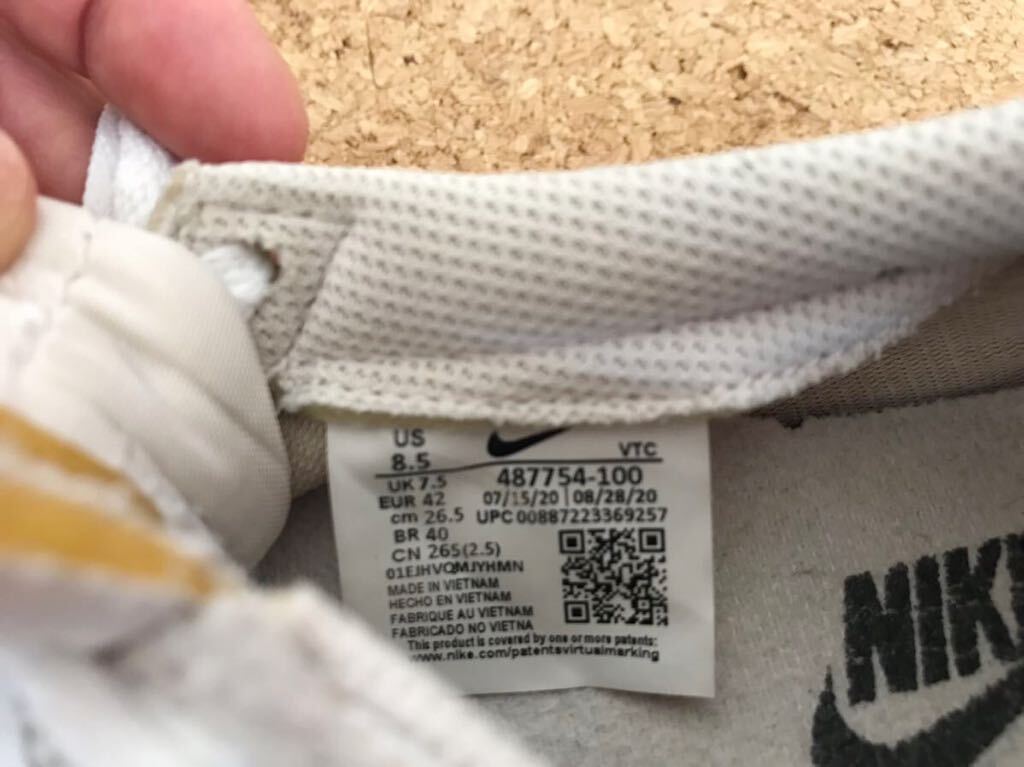 US
8.5
VTC
UK 7.5
487754-100
EUR 42
07/15/20 | 08/28/20
cm 26.5
UPC 00887223369257
BR 40
CN 265(2.5)
01EJHVQMJYHMN
MADE IN VIETNAM
HECHO EN VIETNAM
FABRIQUE AU VIETNAM
FABRICADO NO VIETNA
This product is covered by one or more patents:
www.nike.com/patentsvirtualmarking
NIK